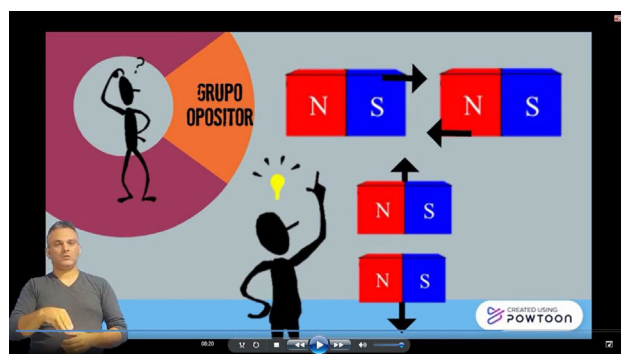 ?
GRUPO
OPOSITOR
N S
N S
N S
N S
CREATED USING
POWTOON
08:20